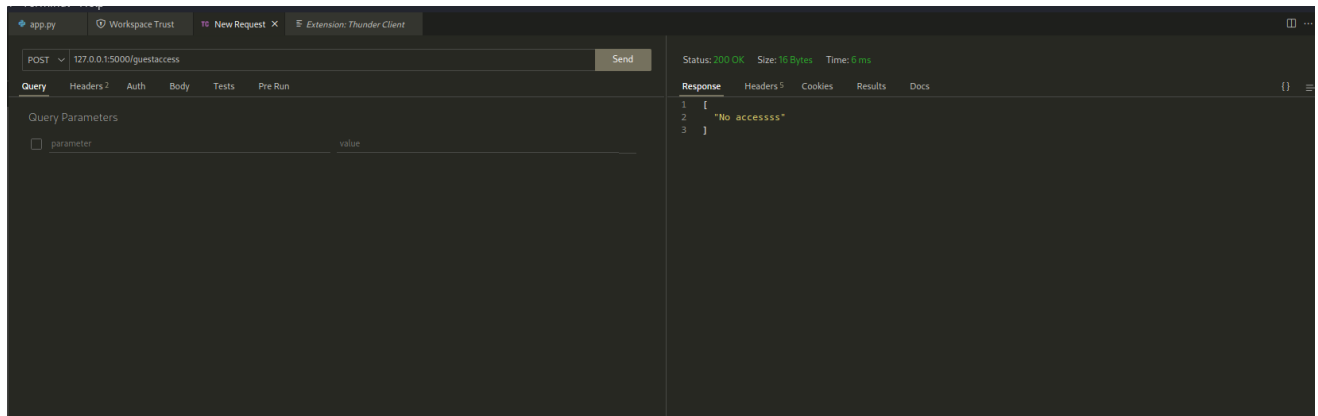 app.py Workspace Trust TC New Request × Extension: Thunder Client ...
POST 127.0.0.1:5000/guestaccess Send
Query Headers 2 Auth Body Tests Pre Run
Query Parameters
parameter value
Status: 200 OK Size: 16 Bytes Time: 6 ms
Response Headers 5 Cookies Results Docs {}
1 [
2 "No accessss"
3 ]